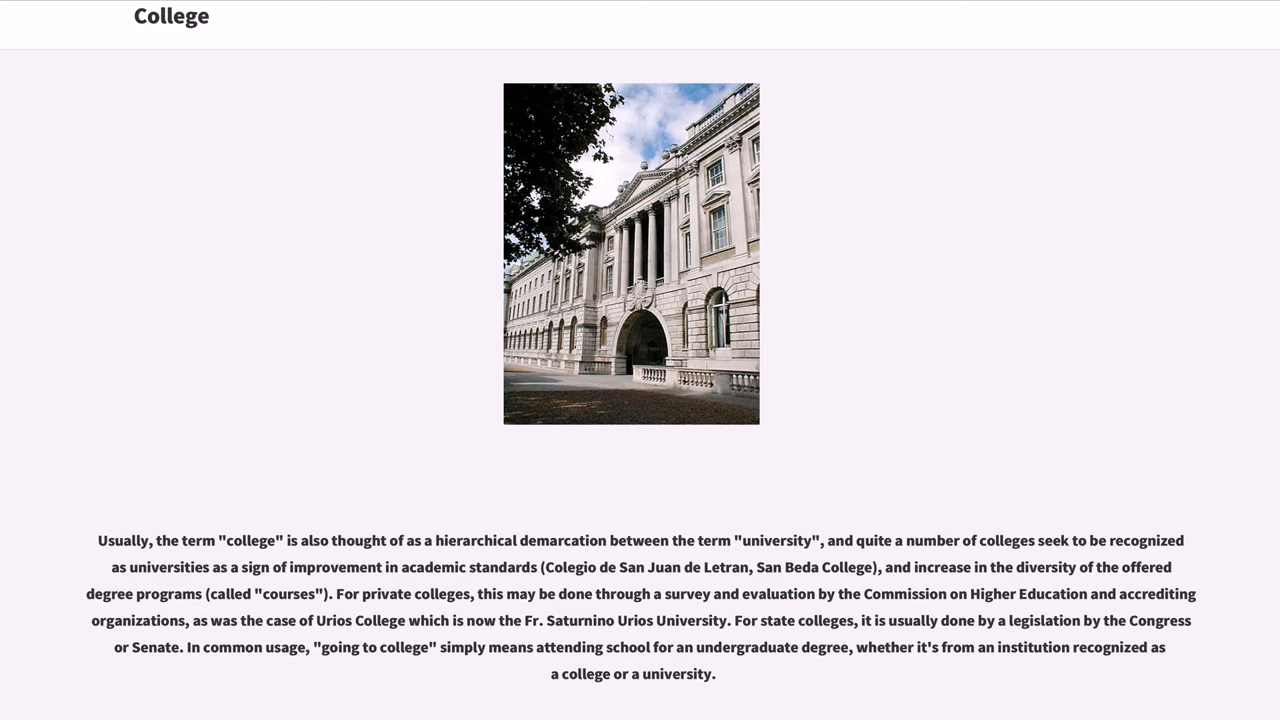 College
Usually, the term "college" is also thought of as a hierarchical demarcation between the term "university", and quite a number of colleges seek to be recognized
as universities as a sign of improvement in academic standards (Colegio de San Juan de Letran, San Beda College), and increase in the diversity of the offered
degree programs (called "courses"). For private colleges, this may be done through a survey and evaluation by the Commission on Higher Education and accrediting
organizations, as was the case of Urios College which is now the Fr. Saturnino Urios University. For state colleges, it is usually done by a legislation by the Congress
or Senate. In common usage, "going to college" simply means attending school for an undergraduate degree, whether it's from an institution recognized as
a college or a university.